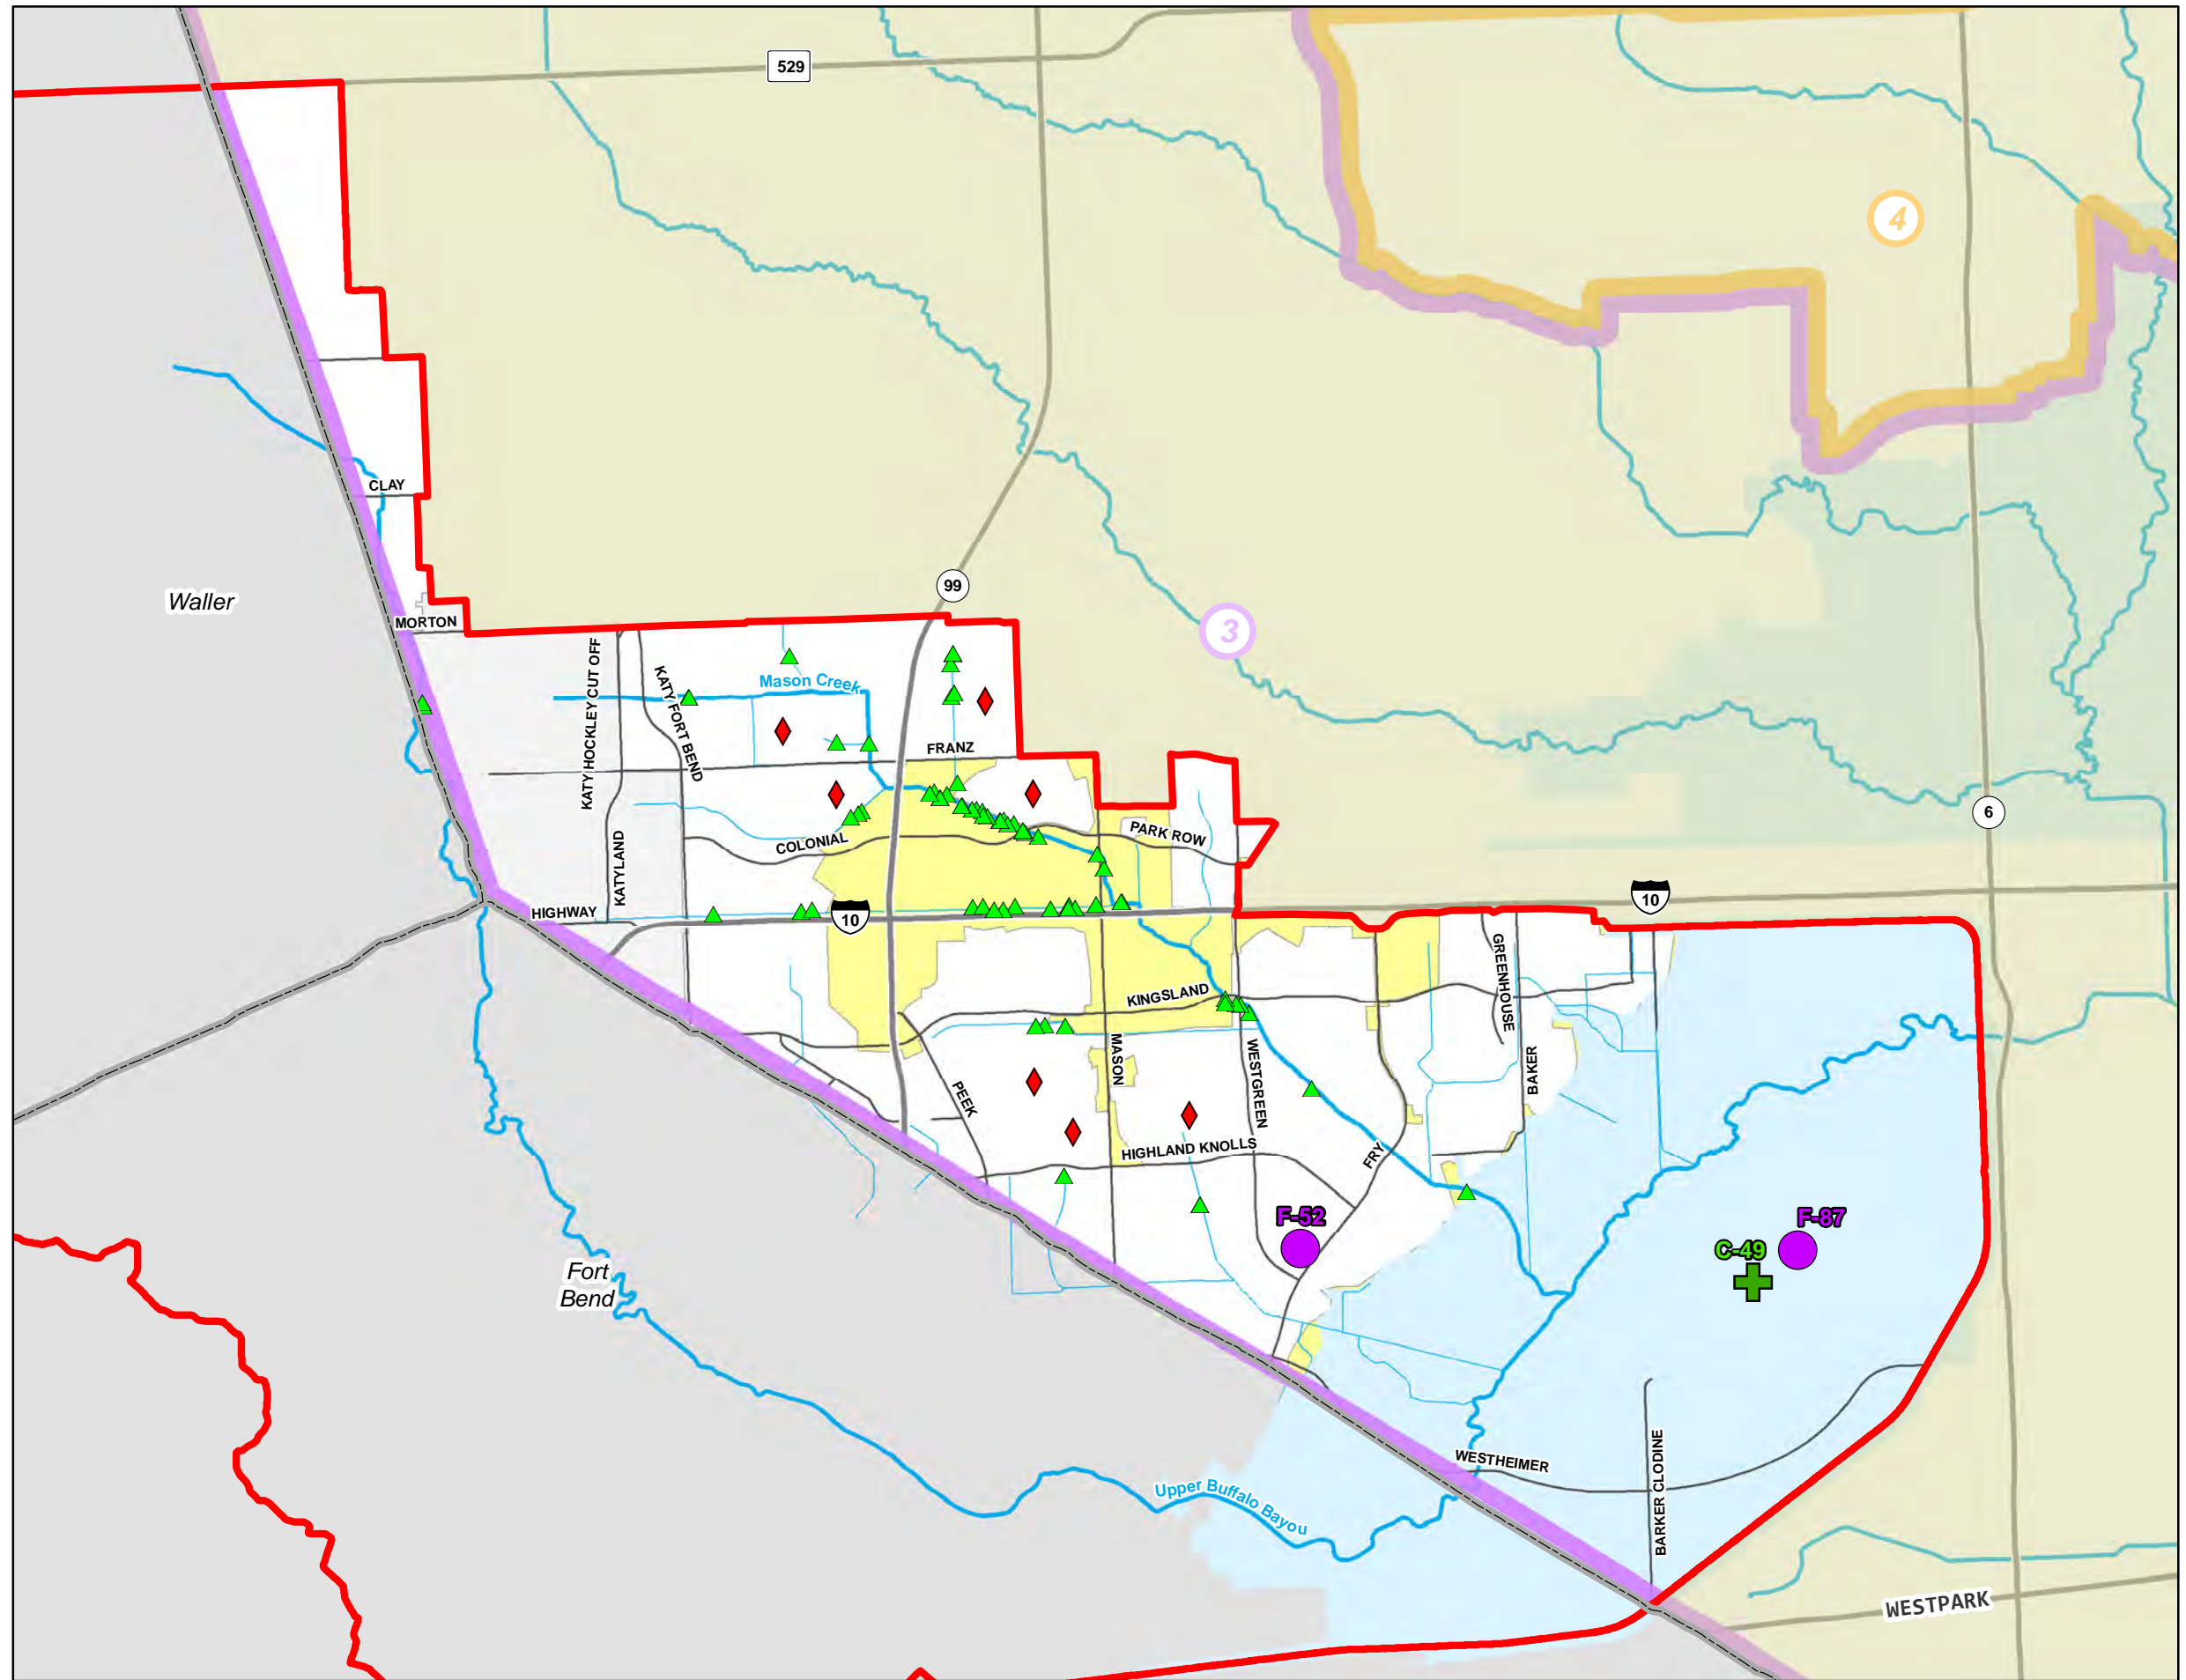 529
4
CLAY
Waller
99
MORTON
3
KATY HOCKLEY CUT OFF
KATY FORT BEND
Mason Creek
FRANZ
6
COLONIAL
PARK ROW
KATYLAND
HIGHWAY
10
10
GREENHOUSE
KINGSLAND
MASON
WESTGREEN
BAKER
PEEK
HIGHLAND KNOLLS
FRY
F-52
F-87
C-49
Fort
Bend
WESTHEIMER
Upper Buffalo Bayou
BARKER CLODINE
WESTPARK